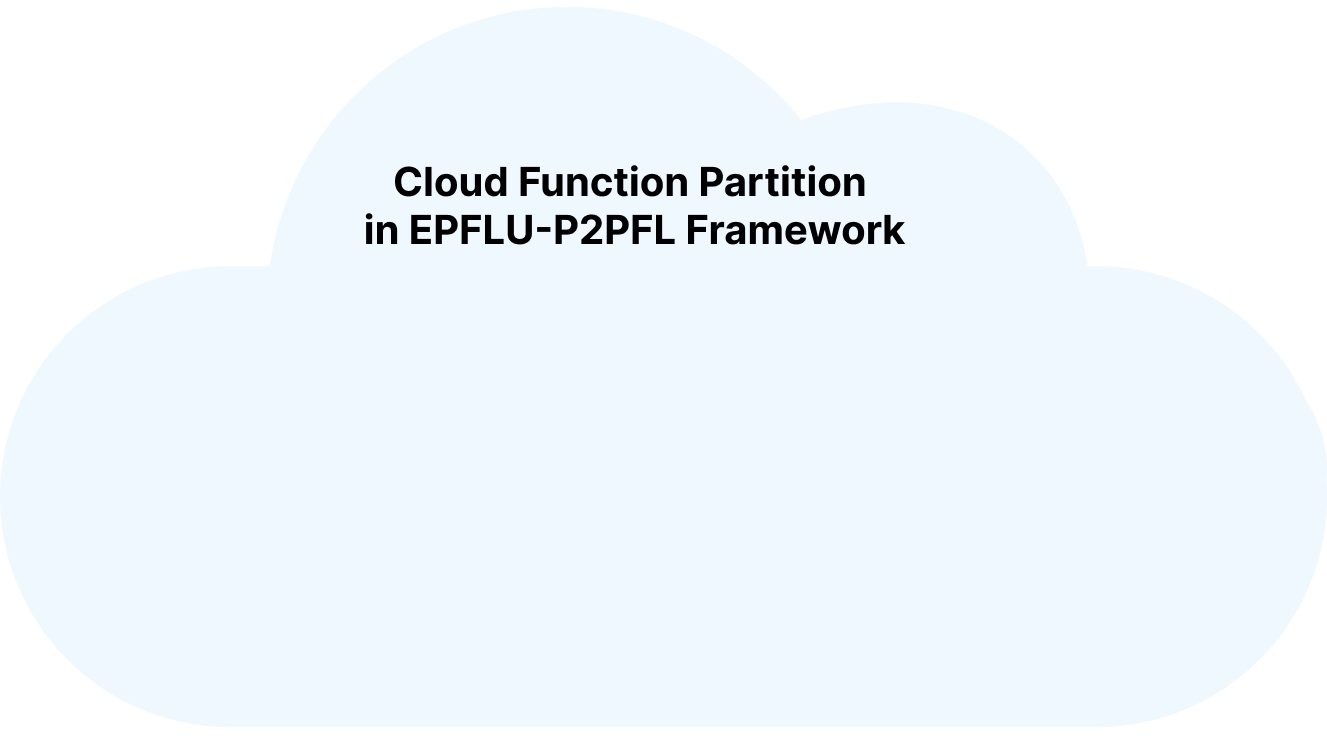 Cloud Function Partition
in EPFLU-P2PFL Framework